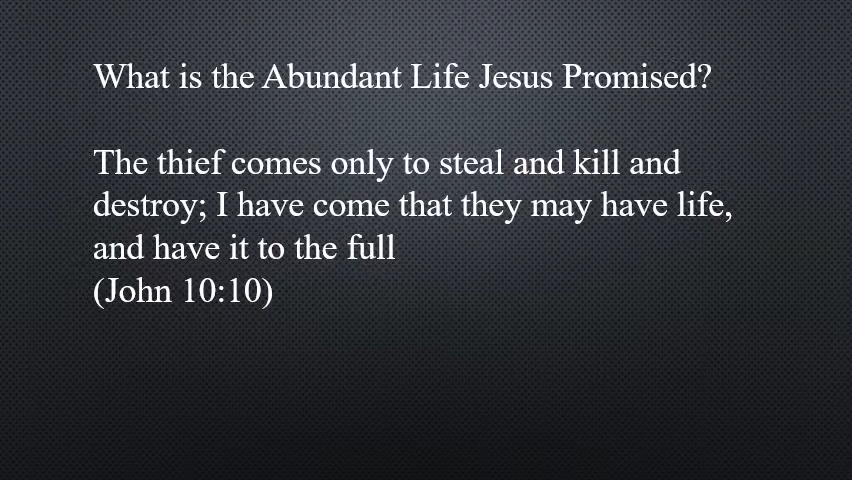 What is the Abundant Life Jesus Promised?
The thief comes only to steal and kill and
destroy; I have come that they may have life,
and have it to the full
(John 10:10)